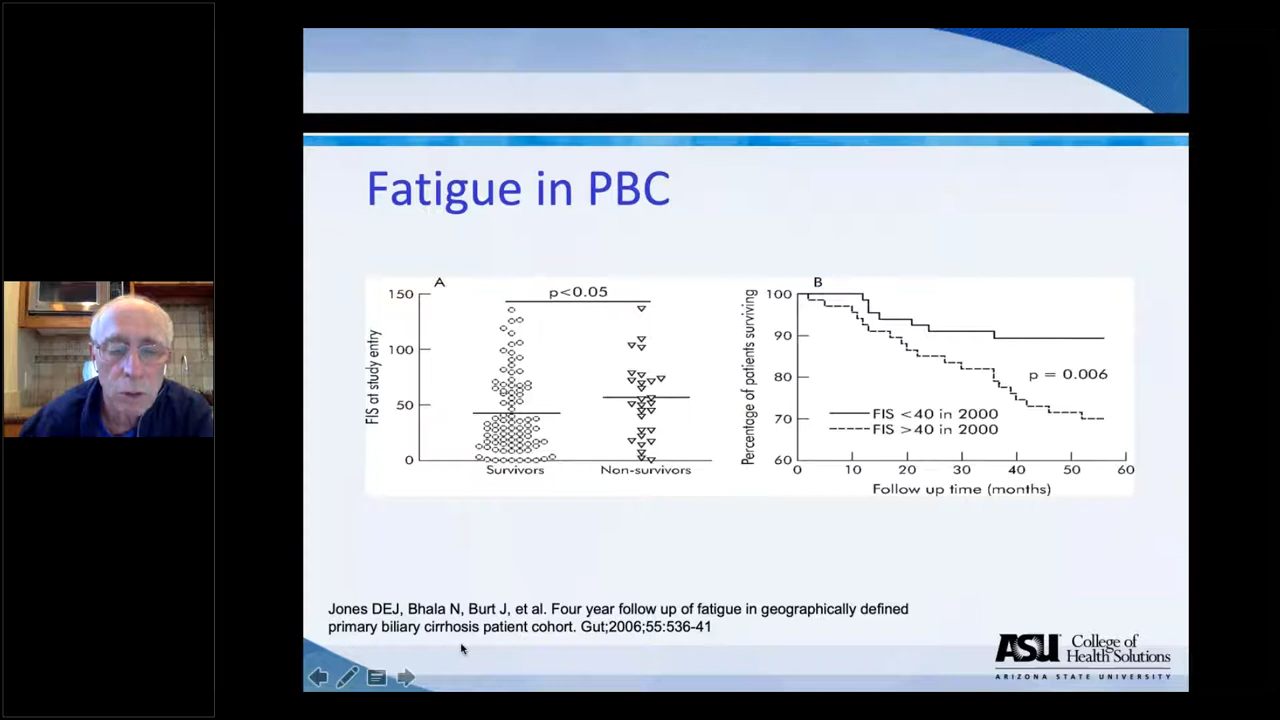 Fatigue in PBC
A
p<0.05
150
100
50
0
FIS at study entry
Survivors
Non-survivors
B
100
90
80
70
60
Percentage of patients surviving
p = 0.006
FIS <40 in 2000
FIS >40 in 2000
0
10
20
30
40
50
60
Follow up time (months)
Jones DEJ, Bhala N, Burt J, et al. Four year follow up of fatigue in geographically defined
primary biliary cirrhosis patient cohort. Gut;2006;55:536-41
ASU College of
Health Solutions
ARIZONA STATE UNIVERSITY